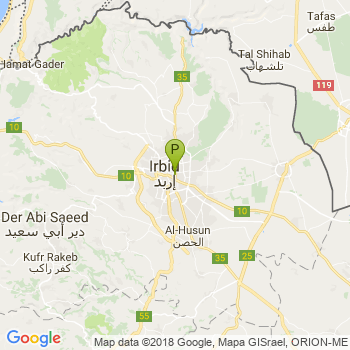 Tafas
طفس
Tal Shihab
تل شهاب
Hamat Gader
35
119
10
P
Irbid
إربد
10
10
Der Abi Saeed
دير أبي سعيد
Al-Husun
الحصن
Kufr Rakeb
كفر راكب
25
35
10
Google
Map data ©2018 Google, Mapa GISrael, ORION-ME